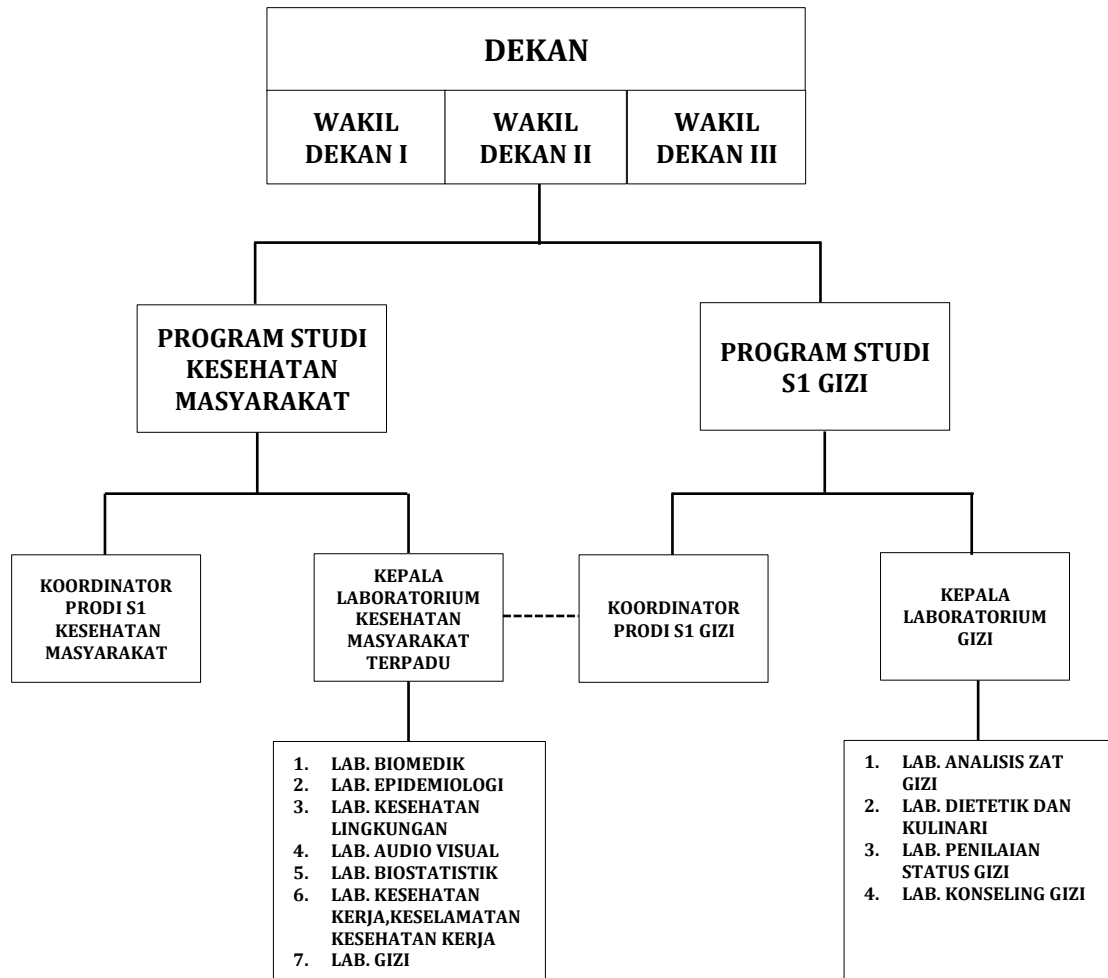 DEKAN
WAKIL
DEKAN I
WAKIL
DEKAN II
WAKIL
DEKAN III
PROGRAM STUDI
KESEHATAN
MASYARAKAT
PROGRAM STUDI
S1 GIZI
KOORDINATOR
PRODI S1
KESEHATAN
MASYARAKAT
KEPALA
LABORATORIUM
KESEHATAN
MASYARAKAT
TERPADU
KOORDINATOR
PRODI S1 GIZI
KEPALA
LABORATORIUM
GIZI
1. LAB. BIOMEDIK
2. LAB. EPIDEMIOLOGI
3. LAB. KESEHATAN
LINGKUNGAN
4. LAB. AUDIO VISUAL
5. LAB. BIOSTATISTIK
6. LAB. KESEHATAN
KERJA,KESELAMATAN
KESEHATAN KERJA
7. LAB. GIZI
1. LAB. ANALISIS ZAT
GIZI
2. LAB. DIETETIK DAN
KULINARI
3. LAB. PENILAIAN
STATUS GIZI
4. LAB. KONSELING GIZI